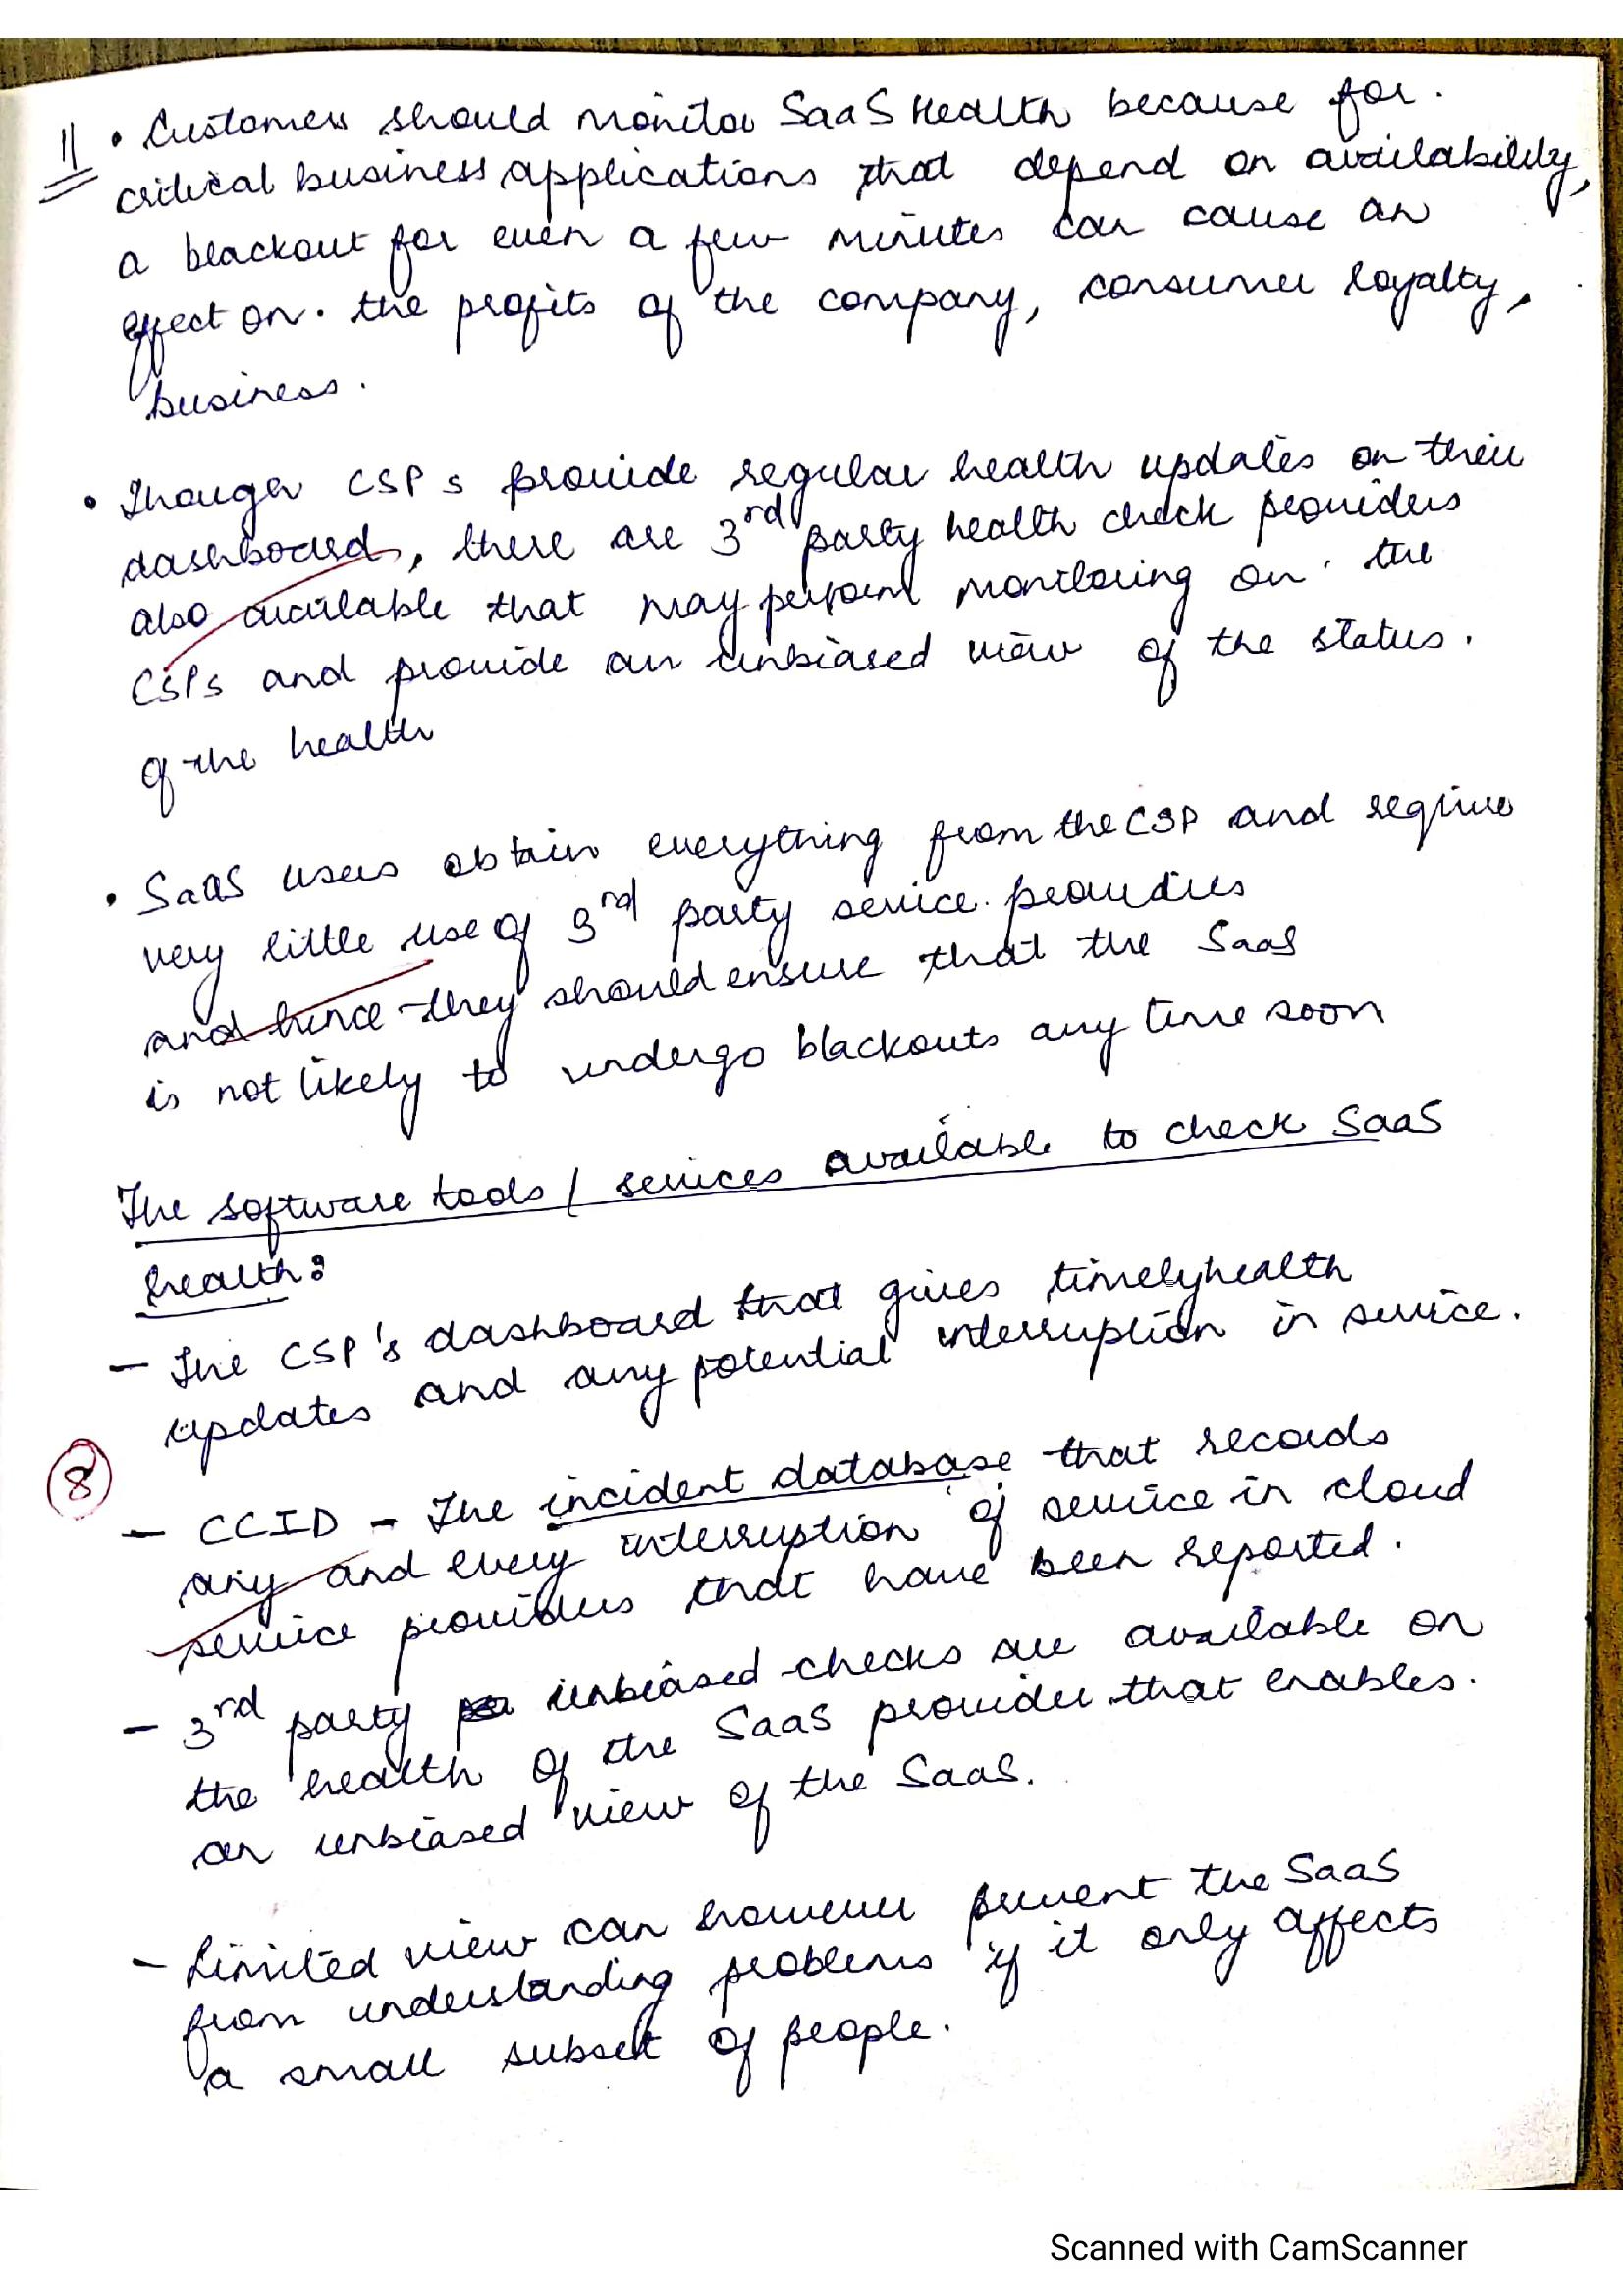 11 • Customers should monitor SaaS Health because for.
critical business applications that depend on availability,
a blackout for even a few minutes can cause an
effect on. the profits of the company, consumer loyalty,
business.
• Though CSPs provide regular health updates on their
dashboard, there are 3rd party health check providers
also available that may perform monitoring on the
CSPs and provide an unbiased view of the status.
of the health
• SaaS users obtain everything from the CSP and require
very little use of 3rd party service providers
and hence they should ensure that the SaaS
is not likely to undergo blackouts any time soon
The software tools / services available to check SaaS
health:
– The CSP's dashboard that gives timely health
updates and any potential interruption in service.
8
– CCID – The incident database that records
any and every interruption of service in cloud
service providers that have been reported.
– 3rd party unbiased checks are available on
the health of the SaaS provider that enables.
an unbiased view of the SaaS.
– Limited view can however prevent the SaaS
from understanding problems if it only affects
a small subset of people.
Scanned with CamScanner